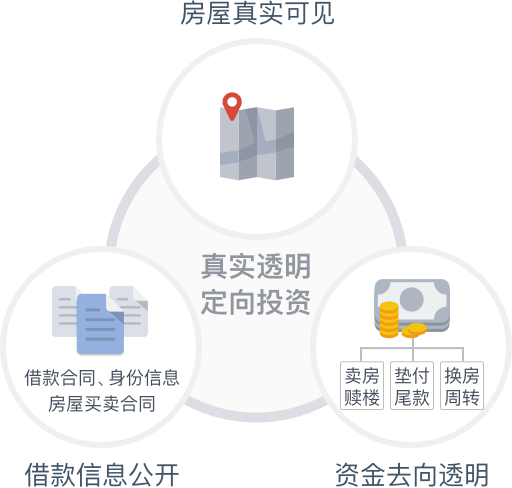 房屋真实可见
真实透明
定向投资
借款合同、身份信息
房屋买卖合同
卖房
赎楼
垫付
尾款
换房
周转
借款信息公开
资金去向透明